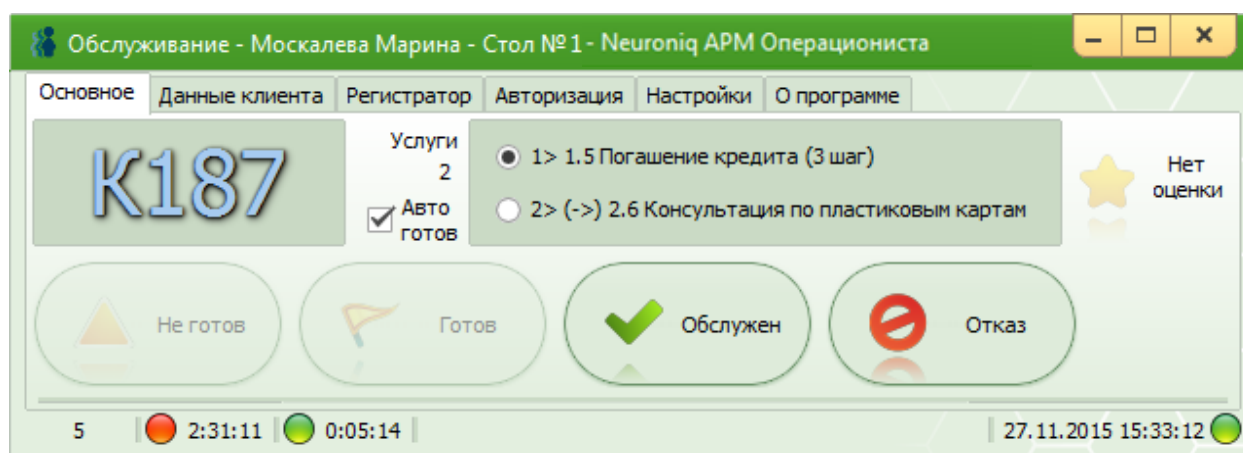 Обслуживание - Москалева Марина - Стол №1 - Neuroniq АРМ Операциониста
Основное Данные клиента Регистратор Авторизация Настройки О программе
К187
Услуги
2
Авто
готов
1> 1.5 Погашение кредита (3 шаг)
2> (->) 2.6 Консультация по пластиковым картам
Нет
оценки
Не готов Готов Обслужен Отказ
5 2:31:11 0:05:14 27.11.2015 15:33:12